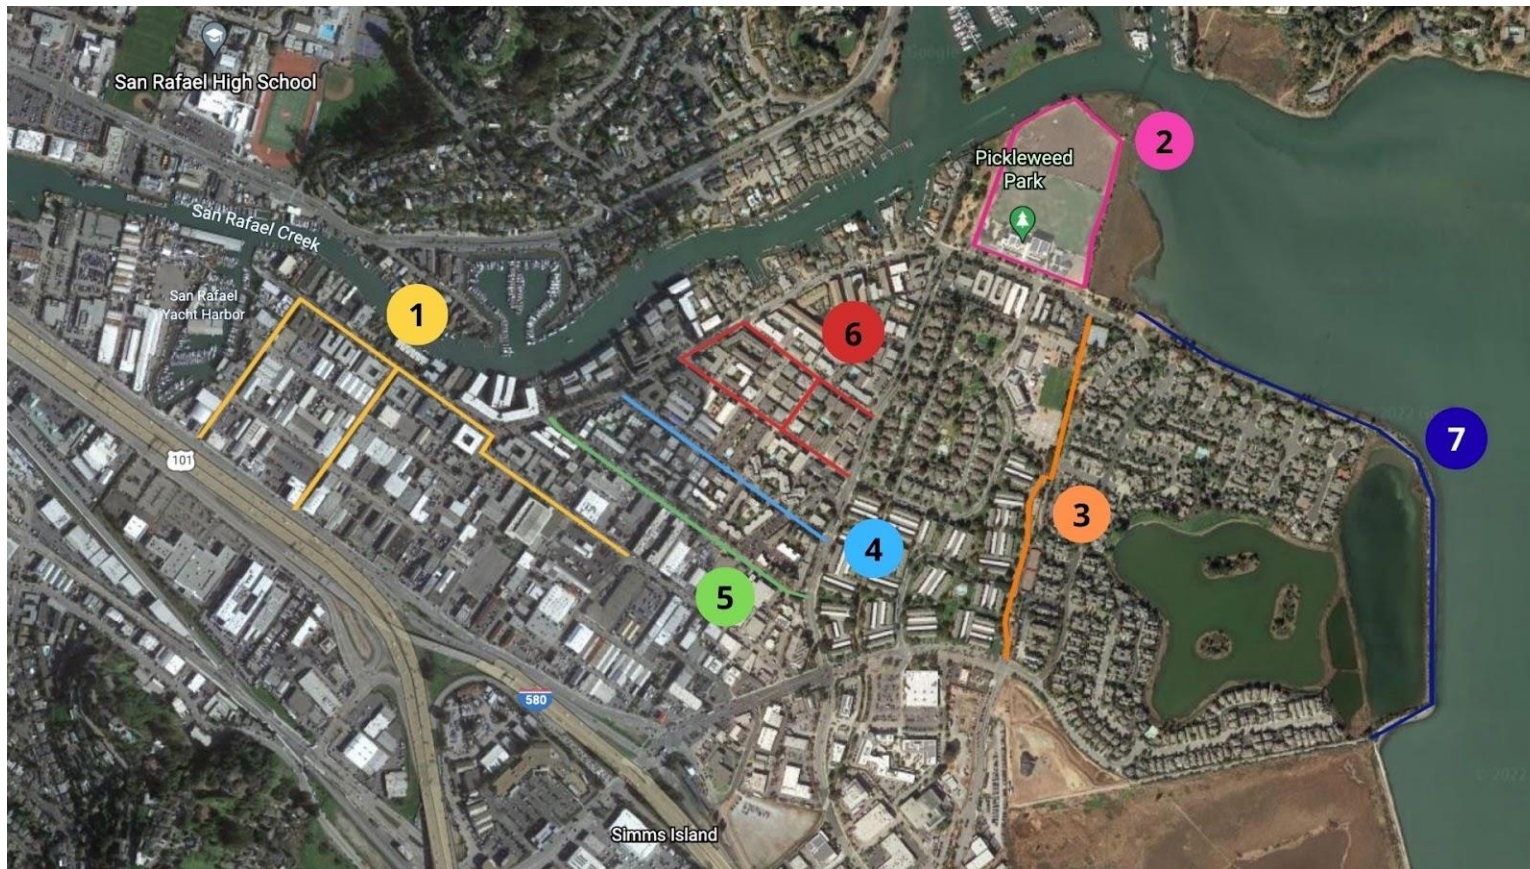 San Rafael High School
2
Pickleweed
Park
San Rafael Creek
San Rafael
Yacht Harbor
1
6
7
101
3
4
5
580
Simms Island